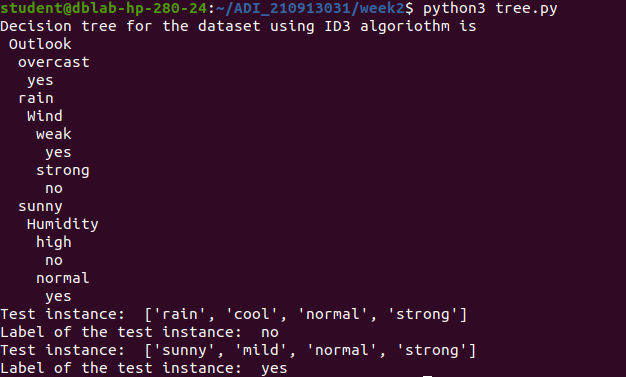 student@dblab-hp-280-24:~/ADI_210913031/week2$ python3 tree.py
Decision tree for the dataset using ID3 algoriothm is
 Outlook
  overcast
   yes
  rain
   Wind
    weak
     yes
    strong
     no
  sunny
   Humidity
    high
     no
    normal
     yes
Test instance:  ['rain', 'cool', 'normal', 'strong']
Label of the test instance:  no
Test instance:  ['sunny', 'mild', 'normal', 'strong']
Label of the test instance:  yes